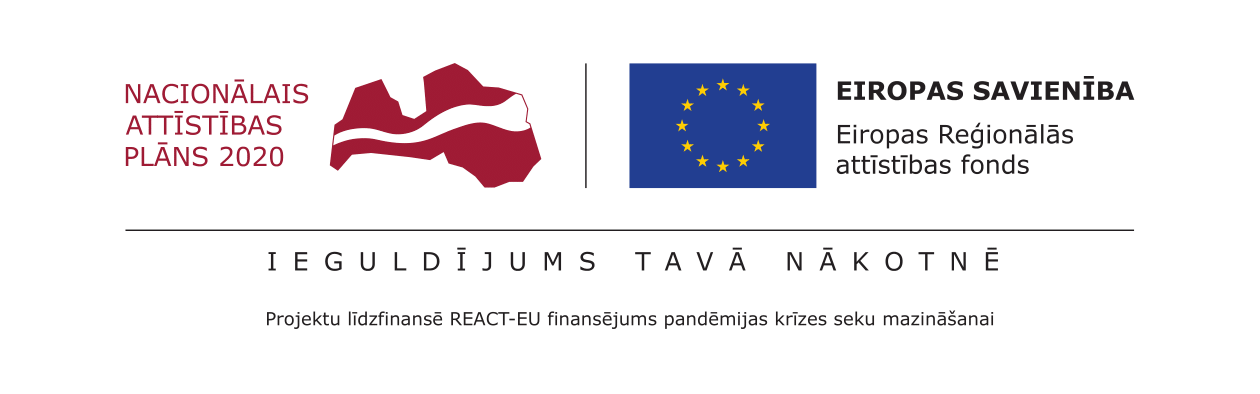 NACIONĀLAIS
ATTĪSTĪBAS
PLĀNS 2020
EIROPAS SAVIENĪBA
Eiropas Reģionālās
attīstības fonds
IEGULDĪJUMS TAVĀ NĀKOTNĒ
Projektu līdzfinansē REACT-EU finansējums pandēmijas krīzes seku mazināšanai